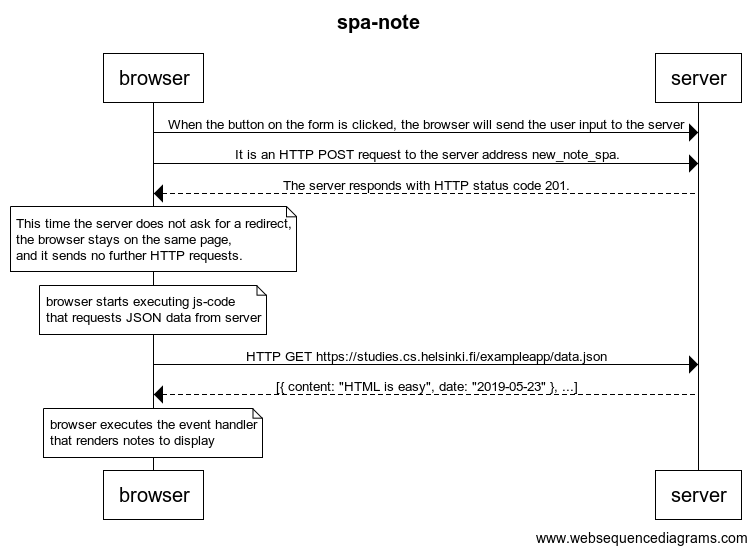 spa-note
browser
server
When the button on the form is clicked, the browser will send the user input to the server
It is an HTTP POST request to the server address new_note_spa.
The server responds with HTTP status code 201.
This time the server does not ask for a redirect,
the browser stays on the same page,
and it sends no further HTTP requests.
browser starts executing js-code
that requests JSON data from server
HTTP GET https://studies.cs.helsinki.fi/exampleapp/data.json
[{ content: "HTML is easy", date: "2019-05-23" }, ...]
browser executes the event handler
that renders notes to display
browser
server
www.websequencediagrams.com